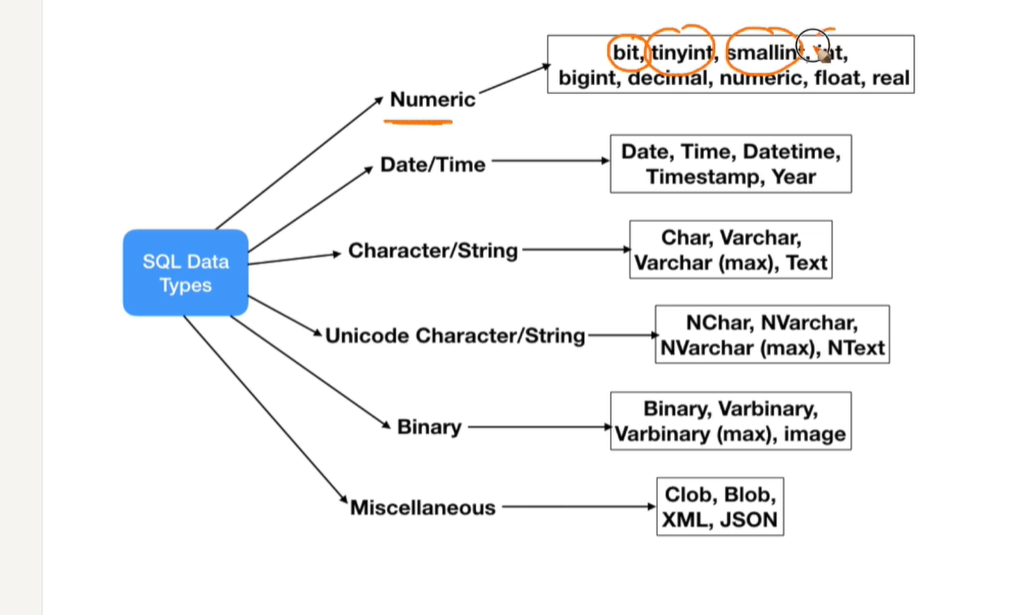 bit, tinyint, smallint, int,
bigint, decimal, numeric, float, real
Numeric
Date/Time
Date, Time, Datetime,
Timestamp, Year
Character/String
Char, Varchar,
Varchar (max), Text
SQL Data
Types
Unicode Character/String
NChar, NVarchar,
NVarchar (max), NText
Binary
Binary, Varbinary,
Varbinary (max), image
Miscellaneous
Clob, Blob,
XML, JSON